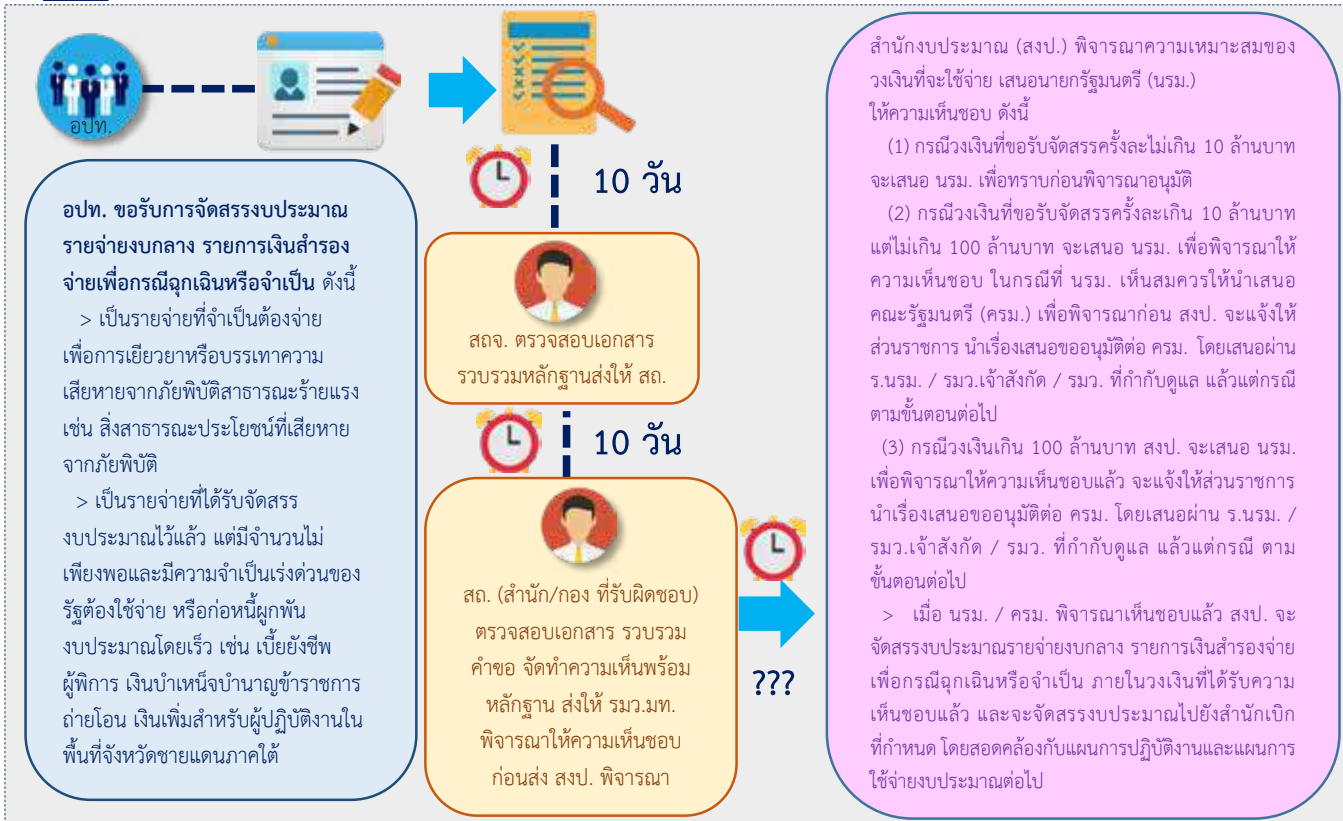 อปท.
อปท. ขอรับการจัดสรรงบประมาณ
รายจ่ายงบกลาง รายการเงินสำรอง
จ่ายเพื่อกรณีฉุกเฉินหรือจำเป็น ดังนี้
> เป็นรายจ่ายที่จำเป็นต้องจ่าย
เพื่อการเยียวยาหรือบรรเทาความ
เสียหายจากภัยพิบัติสาธารณะร้ายแรง
เช่น สิ่งสาธารณะประโยชน์ที่เสียหาย
จากภัยพิบัติ
> เป็นรายจ่ายที่ได้รับจัดสรร
งบประมาณไว้แล้ว แต่มีจำนวนไม่
เพียงพอและมีความจำเป็นเร่งด่วนของ
รัฐต้องใช้จ่าย หรือก่อหนี้ผูกพัน
งบประมาณโดยเร็ว เช่น เบี้ยยังชีพ
ผู้พิการ เงินบำเหน็จบำนาญข้าราชการ
ถ่ายโอน เงินเพิ่มสำหรับผู้ปฏิบัติงานใน
พื้นที่จังหวัดชายแดนภาคใต้
10 วัน
สถจ. ตรวจสอบเอกสาร
รวบรวมหลักฐานส่งให้ สถ.
10 วัน
สถ. (สำนัก/กอง ที่รับผิดชอบ)
ตรวจสอบเอกสาร รวบรวม
คำขอ จัดทำความเห็นพร้อม
หลักฐาน ส่งให้ รมว.มท.
พิจารณาให้ความเห็นชอบ
ก่อนส่ง สงป. พิจารณา
???
สำนักงบประมาณ (สงป.) พิจารณาความเหมาะสมของ
วงเงินที่จะใช้จ่าย เสนอนายกรัฐมนตรี (นรม.)
ให้ความเห็นชอบ ดังนี้
(1) กรณีวงเงินที่ขอรับจัดสรรครั้งละไม่เกิน 10 ล้านบาท
จะเสนอ นรม. เพื่อทราบก่อนพิจารณาอนุมัติ
(2) กรณีวงเงินที่ขอรับจัดสรรครั้งละเกิน 10 ล้านบาท
แต่ไม่เกิน 100 ล้านบาท จะเสนอ นรม. เพื่อพิจารณาให้
ความเห็นชอบ ในกรณีที่ นรม. เห็นสมควรให้นำเสนอ
คณะรัฐมนตรี (ครม.) เพื่อพิจารณาก่อน สงป. จะแจ้งให้
ส่วนราชการ นำเรื่องเสนอขออนุมัติต่อ ครม. โดยเสนอผ่าน
ร.นรม. / รมว.เจ้าสังกัด / รมว. ที่กำกับดูแล แล้วแต่กรณี
ตามขั้นตอนต่อไป
(3) กรณีวงเงินเกิน 100 ล้านบาท สงป. จะเสนอ นรม.
เพื่อพิจารณาให้ความเห็นชอบแล้ว จะแจ้งให้ส่วนราชการ
นำเรื่องเสนอขออนุมัติต่อ ครม. โดยเสนอผ่าน ร.นรม. /
รมว.เจ้าสังกัด / รมว. ที่กำกับดูแล แล้วแต่กรณี ตาม
ขั้นตอนต่อไป
> เมื่อ นรม. / ครม. พิจารณาเห็นชอบแล้ว สงป. จะ
จัดสรรงบประมาณรายจ่ายงบกลาง รายการเงินสำรองจ่าย
เพื่อกรณีฉุกเฉินหรือจำเป็น ภายในวงเงินที่ได้รับความ
เห็นชอบแล้ว และจะจัดสรรงบประมาณไปยังสำนักเบิก
ที่กำหนด โดยสอดคล้องกับแผนการปฏิบัติงานและแผนการ
ใช้จ่ายงบประมาณต่อไป